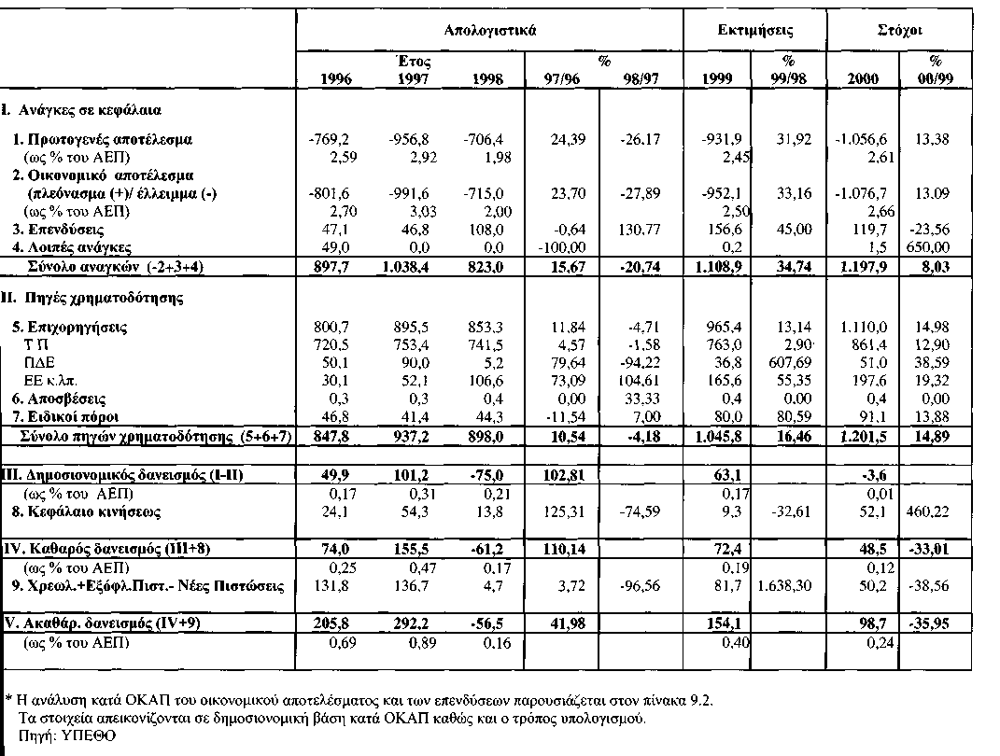 Απολογιστικά Εκτιμήσεις Στόχοι
Έτος % % %
1996 1997 1998 97/96 98/97 1999 99/98 2000 00/99
I. Ανάγκες σε κεφάλαια
1. Πρωτογενές αποτέλεσμα -769,2 -956,8 -706,4 24,39 -26,17 -931,9 31,92 -1.056,6 13,38
(ως % του ΑΕΠ) 2,59 2,92 1,98 2,45 2,61
2. Οικονομικό αποτέλεσμα
(πλεόνασμα (+)/ έλλειμμα (-) -801,6 -991,6 -715,0 23,70 -27,89 -952,1 33,16 -1.076,7 13,09
(ως % του ΑΕΠ) 2,70 3,03 2,00 2,50 2,66
3. Επενδύσεις 47,1 46,8 108,0 -0,64 130,77 156,6 45,00 119,7 -23,56
4. Λοιπές ανάγκες 49,0 0,0 0,0 -100,00 0,2 1,5 650,00
Σύνολο αναγκών (-2+3+4) 897,7 1.038,4 823,0 15,67 -20,74 1.108,9 34,74 1.197,9 8,03
II. Πηγές χρηματοδότησης
5. Επιχορηγήσεις 800,7 895,5 853,3 11,84 -4,71 965,4 13,14 1.110,0 14,98
Τ Π 720,5 753,4 741,5 4,57 -1,58 763,0 2,90 861,4 12,90
ΠΔΕ 50,1 90,0 5,2 79,64 -94,22 36,8 607,69 51,0 38,59
ΕΕ κ.λπ. 30,1 52,1 106,6 73,09 104,61 165,6 55,35 197,6 19,32
6. Αποσβέσεις 0,3 0,3 0,4 0,00 33,33 0,4 0,00 0,4 0,00
7. Ειδικοί πόροι 46,8 41,4 44,3 -11,54 7,00 80,0 80,59 91,1 13,88
Σύνολο πηγών χρηματοδότησης (5+6+7) 847,8 937,2 898,0 10,54 -4,18 1.045,8 16,46 1.201,5 14,89
III. Δημοσιονομικός δανεισμός (I-II) 49,9 101,2 -75,0 102,81 63,1 -3,6
(ως % του ΑΕΠ) 0,17 0,31 0,21 0,17 0,01
8. Κεφάλαιο κινήσεως 24,1 54,3 13,8 125,31 -74,59 9,3 -32,61 52,1 460,22
IV. Καθαρός δανεισμός (III+8) 74,0 155,5 -61,2 110,14 72,4 48,5 -33,01
(ως % του ΑΕΠ) 0,25 0,47 0,17 0,19 0,12
9. Χρεωλ.+Εξόφλ.Πιστ.- Νέες Πιστώσεις 131,8 136,7 4,7 3,72 -96,56 81,7 1.638,30 50,2 -38,56
V. Ακαθάρ. δανεισμός (IV+9) 205,8 292,2 -56,5 41,98 154,1 98,7 -35,95
(ως % του ΑΕΠ) 0,69 0,89 0,16 0,40 0,24
* Η ανάλυση κατά ΟΚΑΠ του οικονομικού αποτελέσματος και των επενδύσεων παρουσιάζεται στον πίνακα 9.2.
Τα στοιχεία απεικονίζονται σε δημοσιονομική βάση κατά ΟΚΑΠ καθώς και ο τρόπος υπολογισμού.
Πηγή: ΥΠΕΘΟ